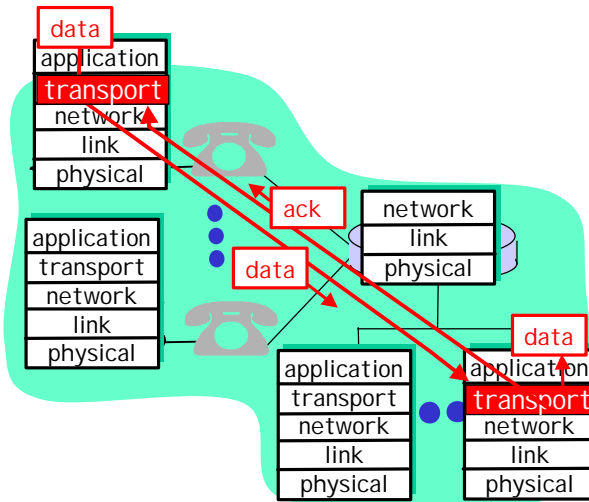 data
application
transport
network
link
physical
ack
network
link
physical
application
transport
network
link
physical
data
data
application
transport
network
link
physical
application
transport
network
link
physical